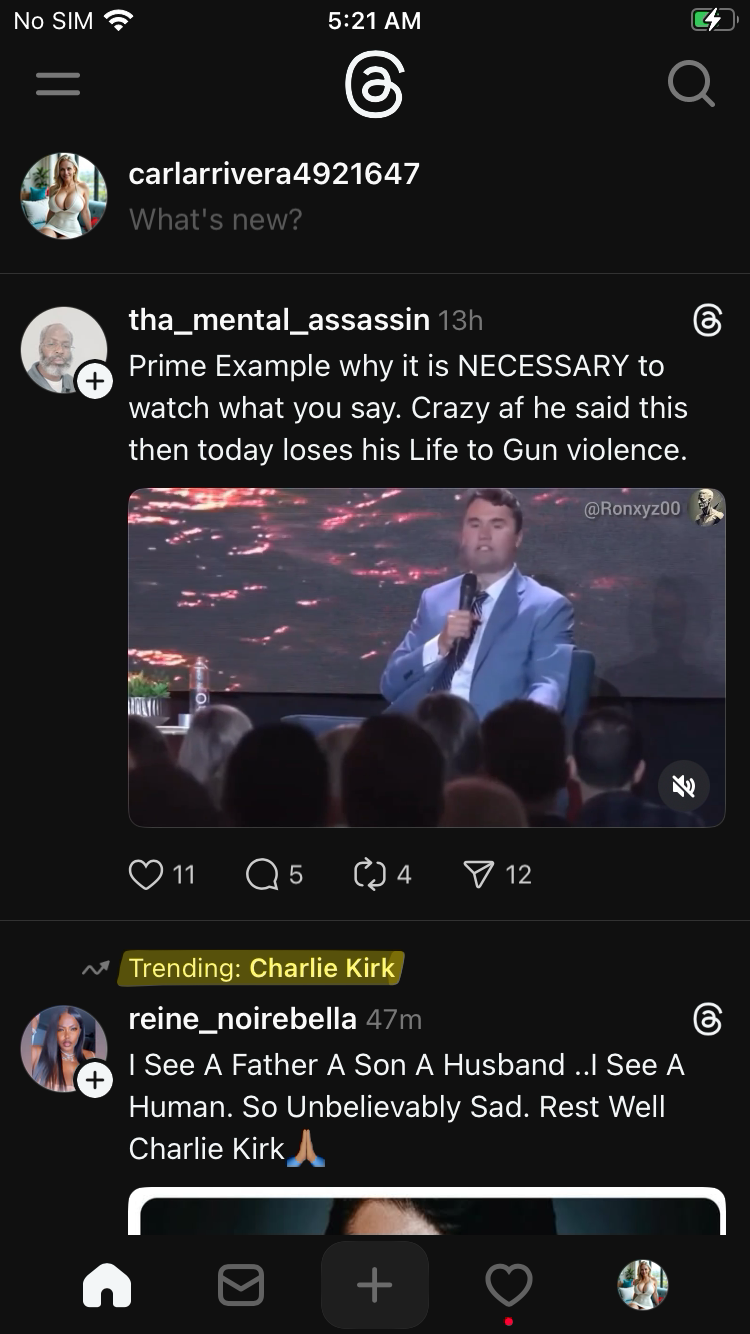 No SIM 5:21 AM
carlarrivera4921647
What's new?
tha_mental_assassin 13h
Prime Example why it is NECESSARY to
watch what you say. Crazy af he said this
then today loses his Life to Gun violence.
@Ronxyz00
11 5 4 12
Trending: Charlie Kirk
reine_noirebella 47m
I See A Father A Son A Husband ..I See A
Human. So Unbelievably Sad. Rest Well
Charlie Kirk🙏🏽